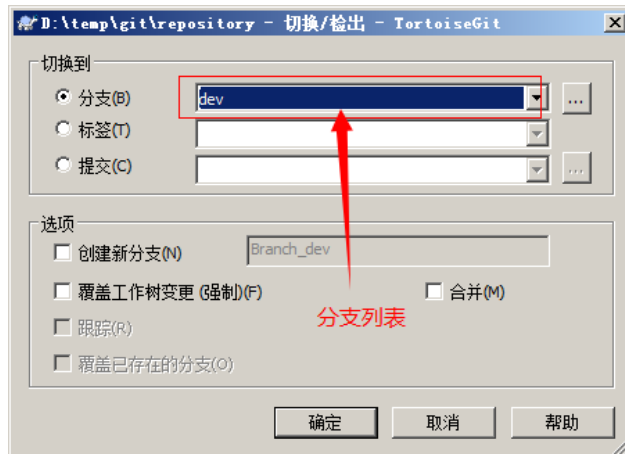 D:\temp\git\repository - 切换/检出 - TortoiseGit
切换到
分支(B)
dev
...
标签(T)
提交(C)
...
选项
创建新分支(N)
Branch_dev
覆盖工作树变更(强制)(F)
合并(M)
分支列表
跟踪(R)
覆盖已存在的分支(O)
确定
取消
帮助